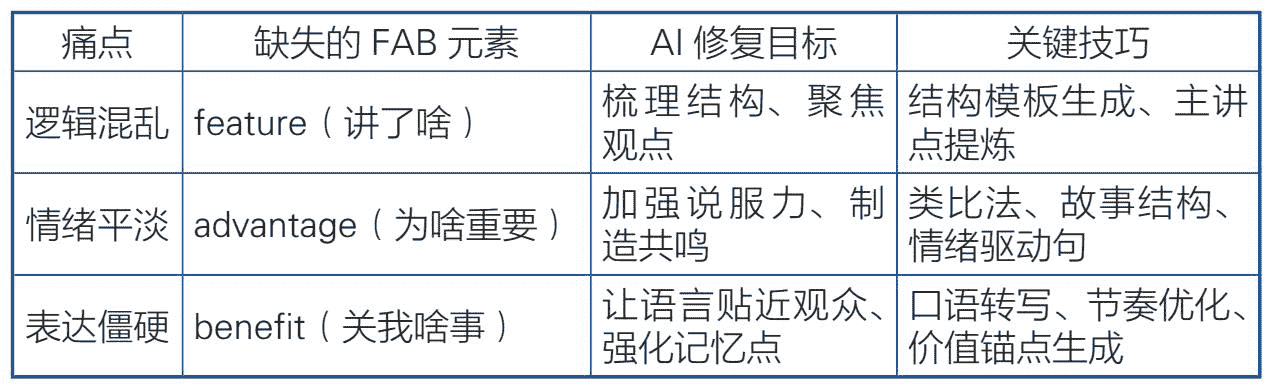 痛点 缺失的 FAB 元素 AI 修复目标 关键技巧
逻辑混乱 feature（讲了啥） 梳理结构、聚焦观点 结构模板生成、主讲点提炼
情绪平淡 advantage（为啥重要） 加强说服力、制造共鸣 类比法、故事结构、情绪驱动句
表达僵硬 benefit（关我啥事） 让语言贴近观众、强化记忆点 口语转写、节奏优化、价值锚点生成